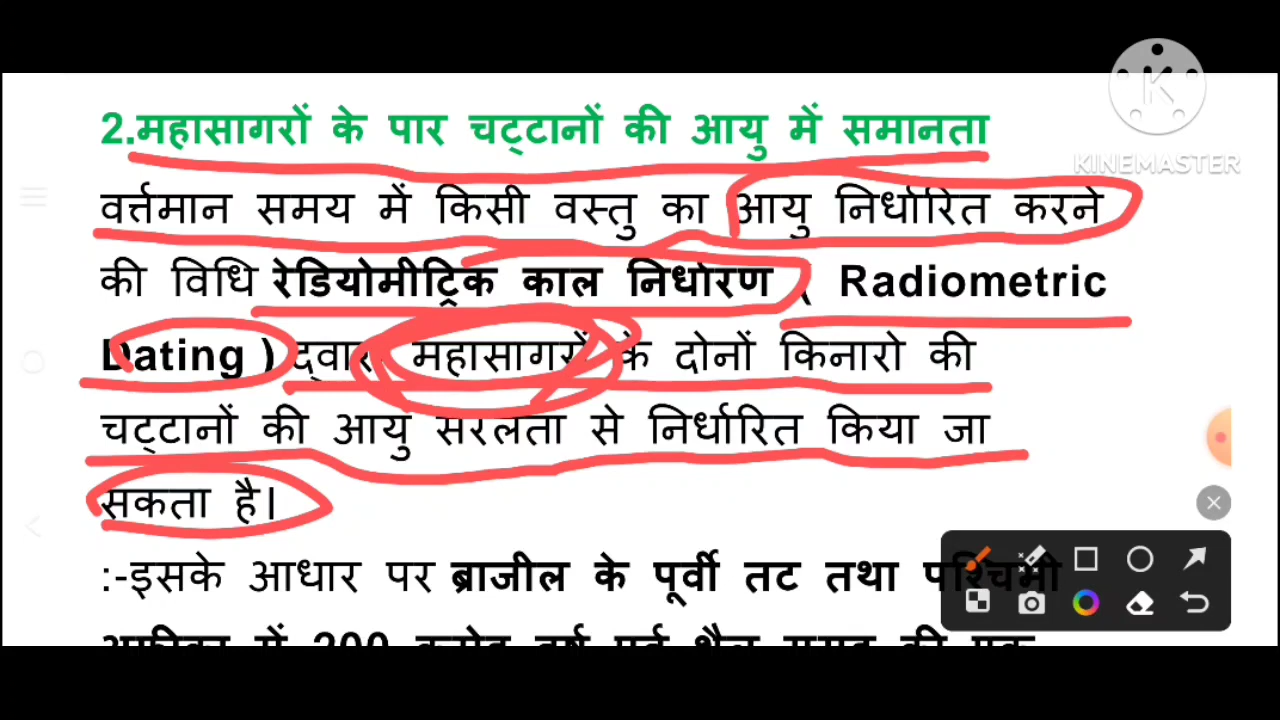 2.महासागरों के पार चट्टानों की आयु में समानता
वर्त्तमान समय में किसी वस्तु का आयु निर्धारित करने
की विधि रेडियोमीट्रिक काल निर्धारण ( Radiometric
Dating ) द्वारा महासागरों के दोनों किनारो की
चट्टानों की आयु सरलता से निर्धारित किया जा
सकता है।
:-इसके आधार पर ब्राजील के पूर्वी तट तथा पश्चिमी
200
KINEMASTER